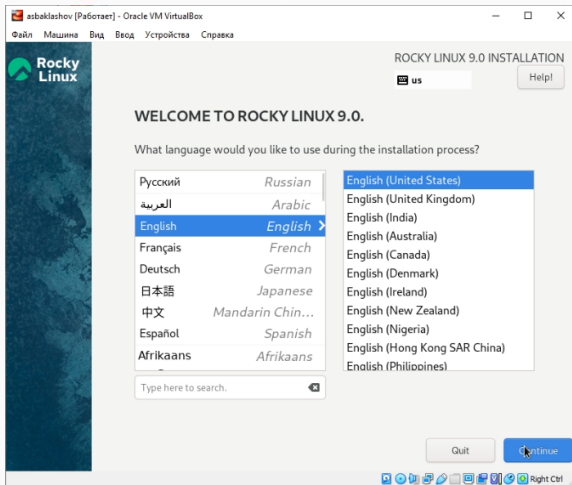 asbaklashov [Работает] - Oracle VM VirtualBox
Файл Машина Вид Ввод Устройства Справка
Rocky
Linux
ROCKY LINUX 9.0 INSTALLATION
us
Help!
WELCOME TO ROCKY LINUX 9.0.
What language would you like to use during the installation process?
Русский Russian
العربية Arabic
English English
Français French
Deutsch German
日本語 Japanese
中文 Mandarin Chin...
Español Spanish
Afrikaans Afrikaans
Type here to search.
English (United States)
English (United Kingdom)
English (India)
English (Australia)
English (Canada)
English (Denmark)
English (Ireland)
English (New Zealand)
English (Nigeria)
English (Hong Kong SAR China)
English (Philippines)
Quit
Continue
Right Ctrl